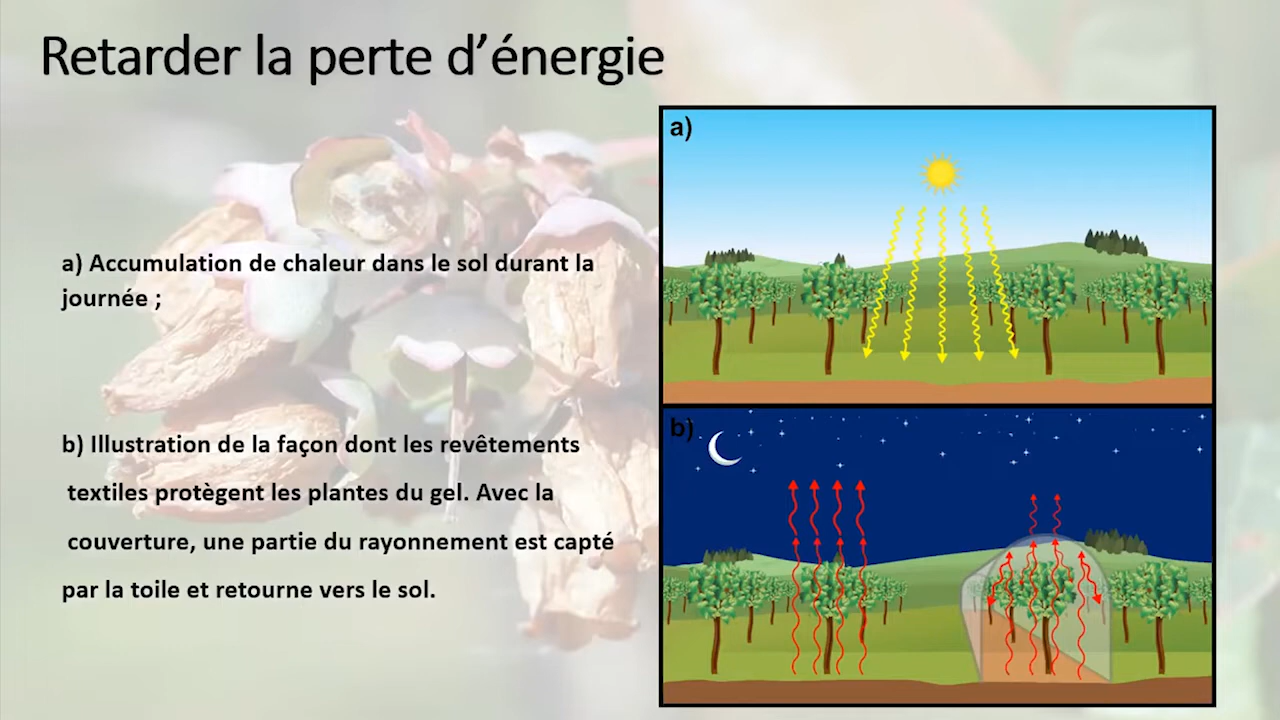 Retarder la perte d’énergie
a) Accumulation de chaleur dans le sol durant la
journée ;
b) Illustration de la façon dont les revêtements
textiles protègent les plantes du gel. Avec la
couverture, une partie du rayonnement est capté
par la toile et retourne vers le sol.
a)
b)